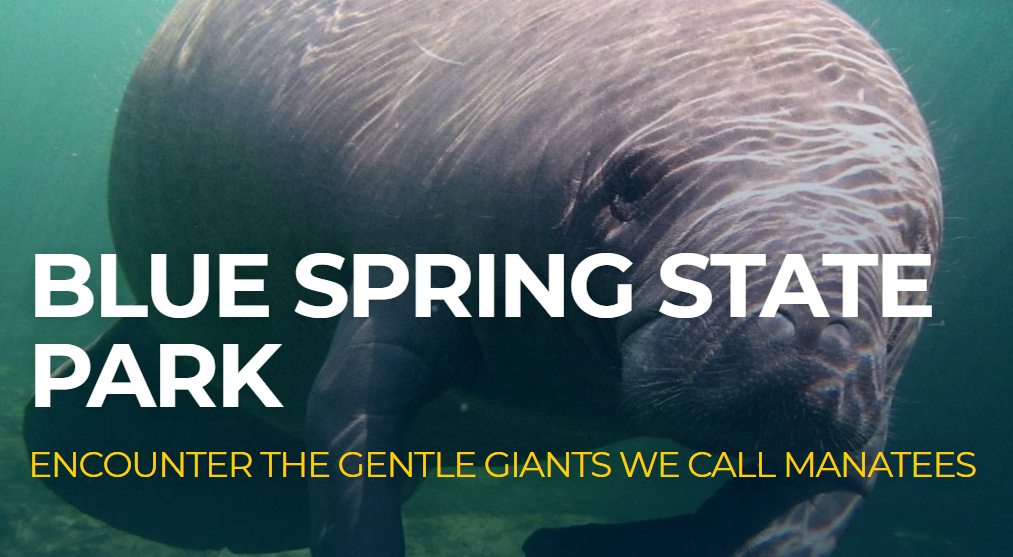 BLUE SPRING STATE
PARK
ENCOUNTER THE GENTLE GIANTS WE CALL MANATEES